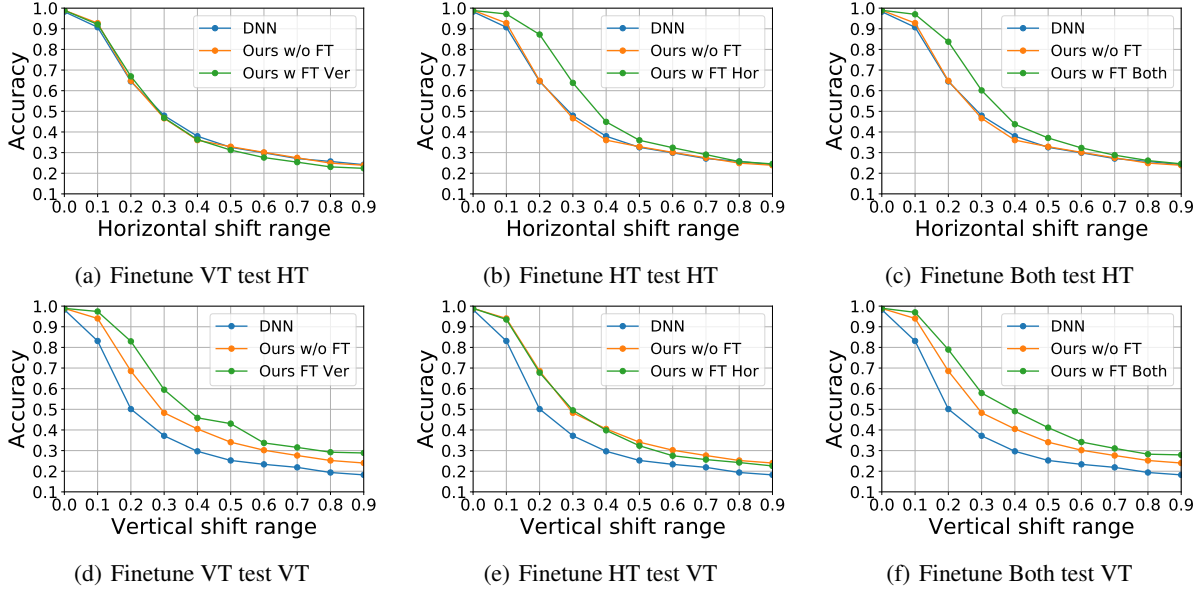 1.0
0.9
0.8
0.7
0.6
0.5
0.4
0.3
0.2
0.1
Accuracy
DNN
Ours w/o FT
Ours w FT Ver
0.0 0.1 0.2 0.3 0.4 0.5 0.6 0.7 0.8 0.9
Horizontal shift range
(a) Finetune VT test HT
1.0
0.9
0.8
0.7
0.6
0.5
0.4
0.3
0.2
0.1
Accuracy
DNN
Ours w/o FT
Ours w FT Hor
0.0 0.1 0.2 0.3 0.4 0.5 0.6 0.7 0.8 0.9
Horizontal shift range
(b) Finetune HT test HT
1.0
0.9
0.8
0.7
0.6
0.5
0.4
0.3
0.2
0.1
Accuracy
DNN
Ours w/o FT
Ours w FT Both
0.0 0.1 0.2 0.3 0.4 0.5 0.6 0.7 0.8 0.9
Horizontal shift range
(c) Finetune Both test HT
1.0
0.9
0.8
0.7
0.6
0.5
0.4
0.3
0.2
0.1
Accuracy
DNN
Ours w/o FT
Ours FT Ver
0.0 0.1 0.2 0.3 0.4 0.5 0.6 0.7 0.8 0.9
Vertical shift range
(d) Finetune VT test VT
1.0
0.9
0.8
0.7
0.6
0.5
0.4
0.3
0.2
0.1
Accuracy
DNN
Ours w/o FT
Ours w FT Hor
0.0 0.1 0.2 0.3 0.4 0.5 0.6 0.7 0.8 0.9
Vertical shift range
(e) Finetune HT test VT
1.0
0.9
0.8
0.7
0.6
0.5
0.4
0.3
0.2
0.1
Accuracy
DNN
Ours w/o FT
Ours w FT Both
0.0 0.1 0.2 0.3 0.4 0.5 0.6 0.7 0.8 0.9
Vertical shift range
(f) Finetune Both test VT